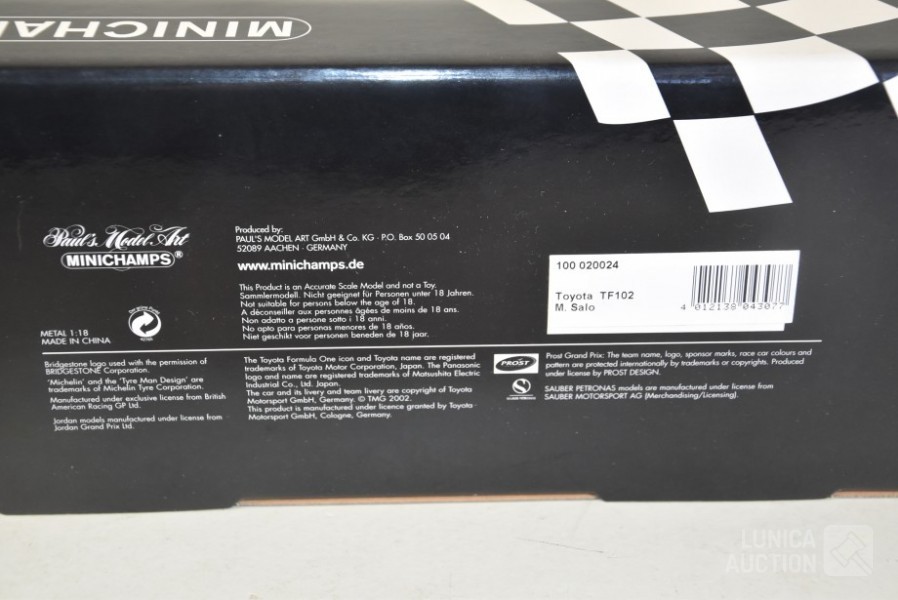 MINICHA
Paul's Model Art
MINICHAMPS®
METAL 1:18
MADE IN CHINA
Produced by:
PAUL'S MODEL ART GmbH & Co. KG · P.O. Box 50 05 04
52089 AACHEN · GERMANY
www.minichamps.de
This Product is an Accurate Scale Model and not a Toy.
Sammlermodell. Nicht geeignet für Personen unter 18 Jahren.
Not suitable for persons below the age of 18.
A déconseiller aux personnes âgées de moins de 18 ans.
Non adatto a persone sotto i 18 anni.
No apto para personas menores de 18 años.
Niet geschikt voor personen beneden de 18 jaar.
100 020024
Toyota TF102
M. Salo
4 012138 043077
Bridgestone logo used with the permission of
BRIDGESTONE Corporation.
'Michelin' and the 'Tyre Man Design' are
trademarks of Michelin Tyre Corporation.
Manufactured under exclusive license from British
American Racing GP Ltd.
Jordan models manufactured under license from
Jordan Grand Prix Ltd.
The Toyota Formula One icon and Toyota name are registered
trademarks of Toyota Motor Corporation, Japan. The Panasonic
logo and name are registered trademarks of Matsushita Electric
Industrial Co., Ltd. Japan.
The car and its livery and team livery are copyright of Toyota
Motorsport GmbH, Germany. © TMG 2002.
This product is manufactured under licence granted by Toyota
Motorsport GmbH, Cologne, Germany.
PROST
Prost Grand Prix: The team name, logo, sponsor marks, race car colours and
pattern are protected internationally by trademarks or copyrights. Produced
under license by PROST DESIGN.
SAUBER PETRONAS models are manufactured under license from
SAUBER MOTORSPORT AG (Merchandising/Licensing).
LUNICA
AUCTION